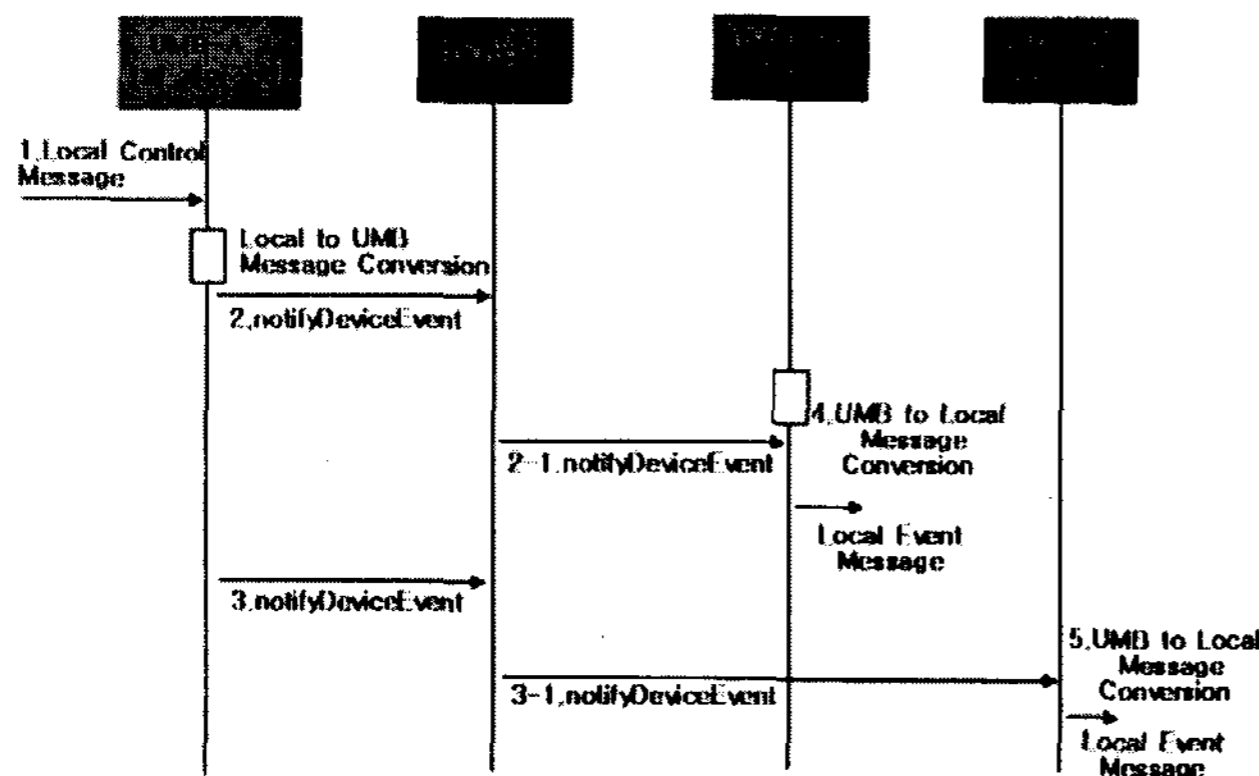 1.Local Control
Message
Local to UMB
Message Conversion
2.notifyDeviceEvent
4.UMB to Local
Message
Conversion
2-1.notifyDeviceEvent
Local Event
Message
3.notifyDeviceEvent
5.UMB to Local
Message
Conversion
3-1.notifyDeviceEvent
Local Event
Message